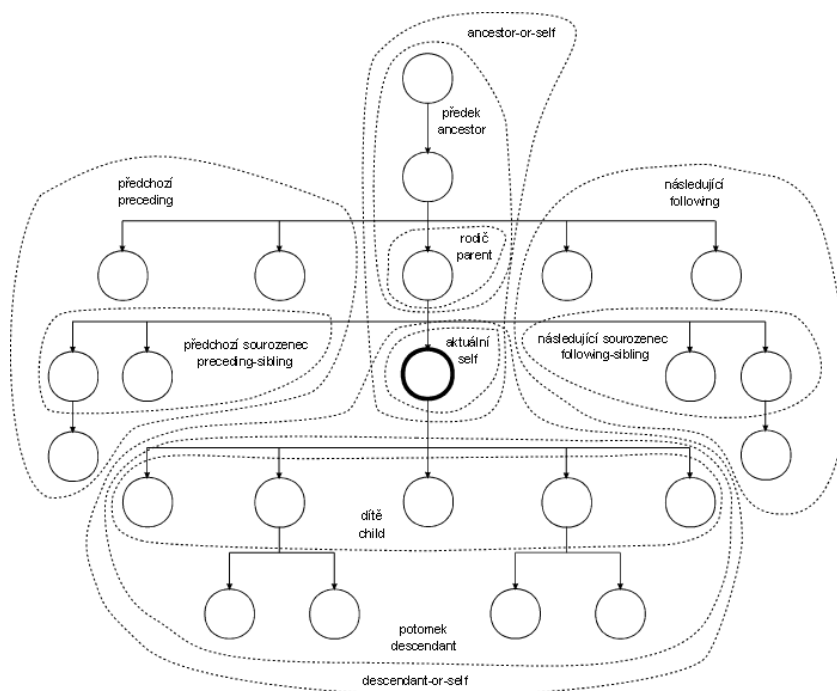 ancestor-or-self
předek
ancestor
předchozí
preceding
následující
following
rodič
parent
předchozí sourozenec
preceding-sibling
aktuální
self
následující sourozenec
following-sibling
dítě
child
potomek
descendant
descendant-or-self